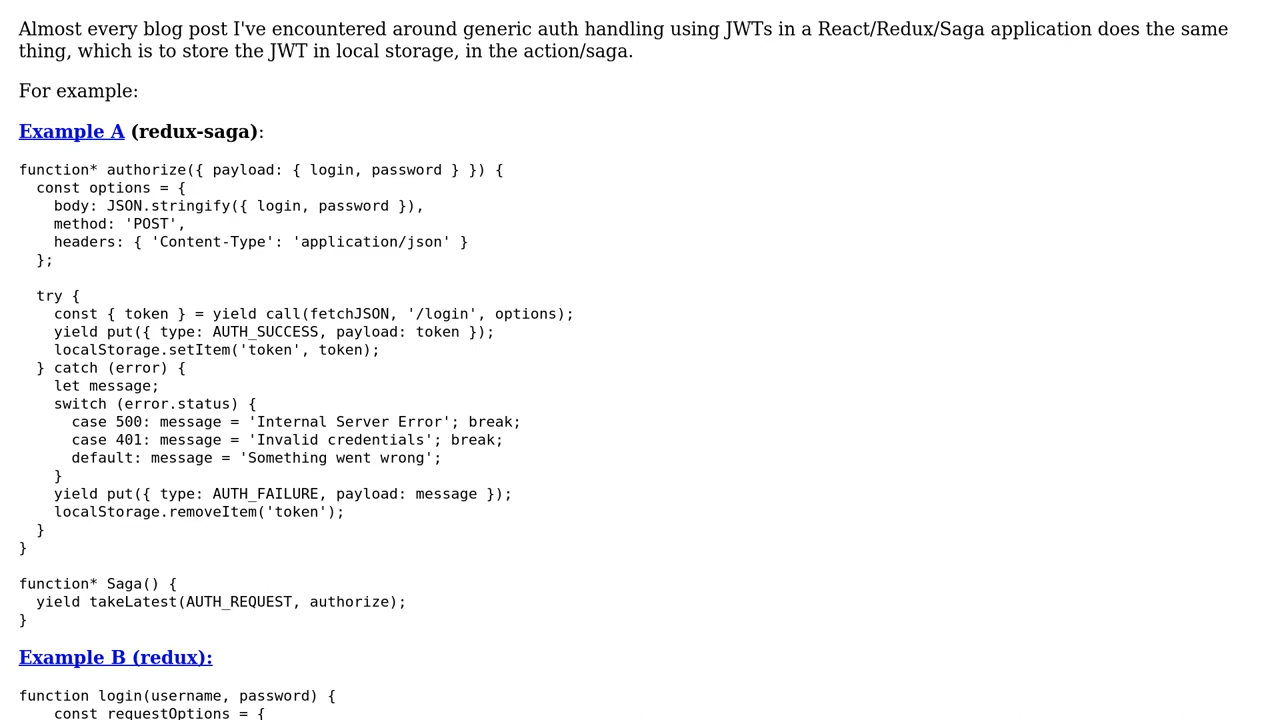 Almost every blog post I've encountered around generic auth handling using JWTs in a React/Redux/Saga application does the same
thing, which is to store the JWT in local storage, in the action/saga.
For example:
Example A (redux-saga):
function* authorize({ payload: { login, password } }) {
  const options = {
    body: JSON.stringify({ login, password }),
    method: 'POST',
    headers: { 'Content-Type': 'application/json' }
  };
  try {
    const { token } = yield call(fetchJSON, '/login', options);
    yield put({ type: AUTH_SUCCESS, payload: token });
    localStorage.setItem('token', token);
  } catch (error) {
    let message;
    switch (error.status) {
      case 500: message = 'Internal Server Error'; break;
      case 401: message = 'Invalid credentials'; break;
      default: message = 'Something went wrong';
    }
    yield put({ type: AUTH_FAILURE, payload: message });
    localStorage.removeItem('token');
  }
}
function* Saga() {
  yield takeLatest(AUTH_REQUEST, authorize);
}
Example B (redux):
function login(username, password) {
    const requestOptions = {